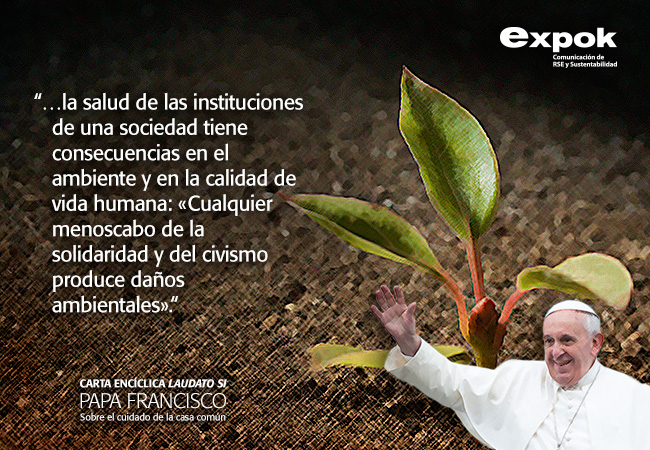 expok
Comunicación de
RSE y Sustentabilidad
“…la salud de las instituciones
de una sociedad tiene
consecuencias en el
ambiente y en la calidad de
vida humana: «Cualquier
menoscabo de la
solidaridad y del civismo
produce daños
ambientales».“
CARTA ENCÍCLICA LAUDATO SI
PAPA FRANCISCO
Sobre el cuidado de la casa común